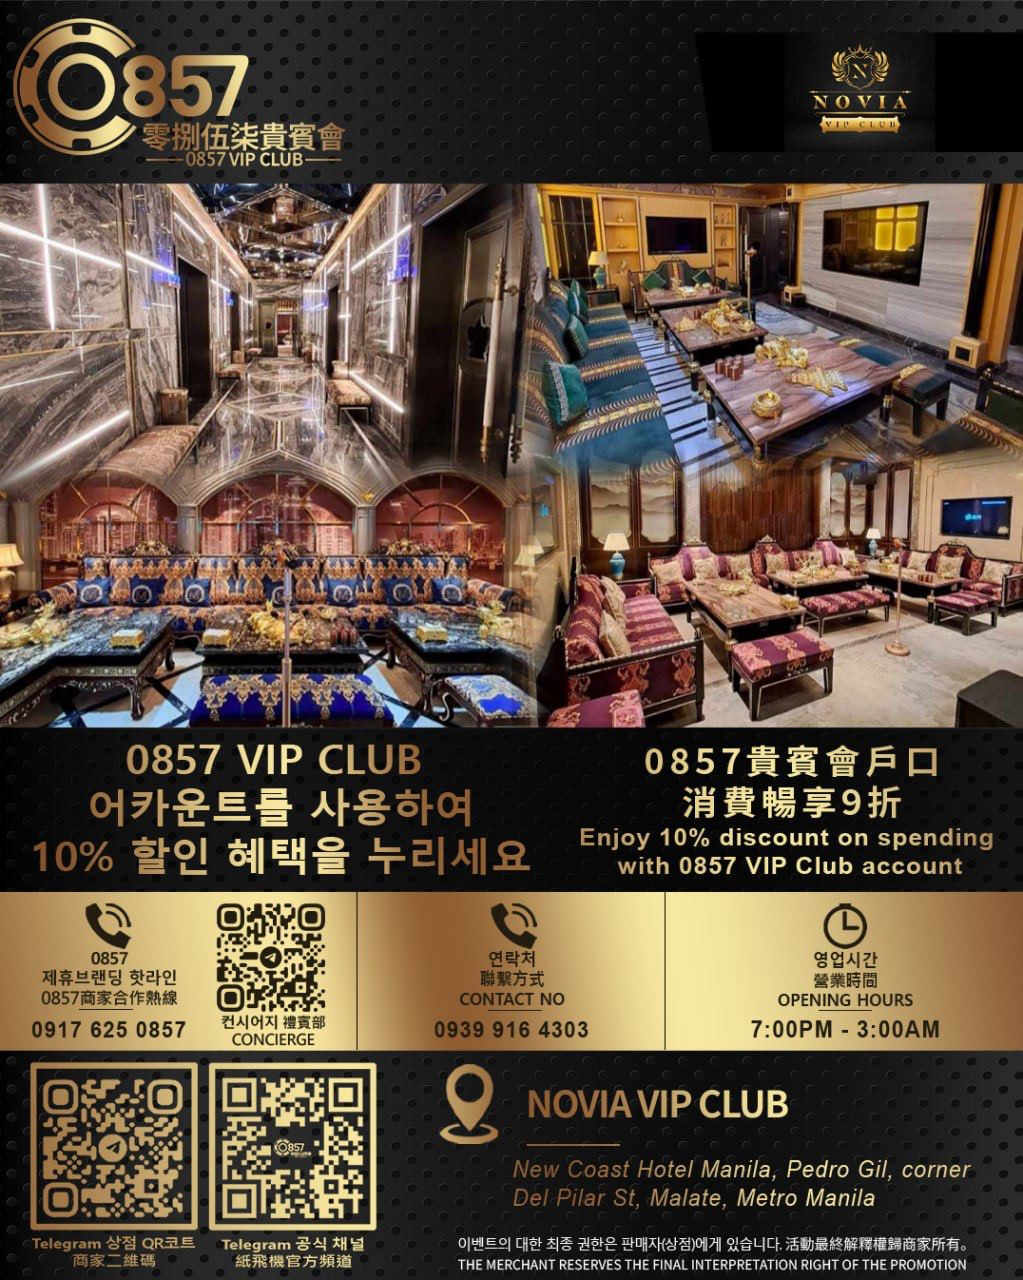 0857
零捌伍柒貴賓會
0857 VIP CLUB
N
NOVIA
VIP CLUB
0857 VIP CLUB
어카운트를 사용하여
10% 할인 혜택을 누리세요
0857貴賓會戶口
消費暢享9折
Enjoy 10% discount on spending
with 0857 VIP Club account
0857
제휴브랜딩 핫라인
0857商家合作熱線
0917 625 0857
컨시어지 禮賓部
CONCIERGE
연락처
聯繫方式
CONTACT NO
0939 916 4303
영업시간
營業時間
OPENING HOURS
7:00PM - 3:00AM
Telegram 상점 QR코트
商家二維碼
0857
Telegram 공식 채널
紙飛機官方頻道
NOVIA VIP CLUB
New Coast Hotel Manila, Pedro Gil, corner
Del Pilar St, Malate, Metro Manila
이벤트의 대한 최종 권한은 판매자(상점)에게 있습니다. 活動最終解釋權歸商家所有。
THE MERCHANT RESERVES THE FINAL INTERPRETATION RIGHT OF THE PROMOTION